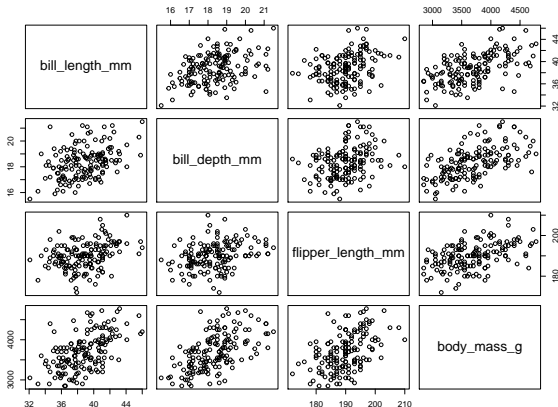 15 16 17 18 19 20 21
3000 3500 4000 4500
bill_length_mm
32 36 40 44
bill_depth_mm
16 18 20
flipper_length_mm
180 200
body_mass_g
3000 4000
32 36 40 44
180 190 200 210